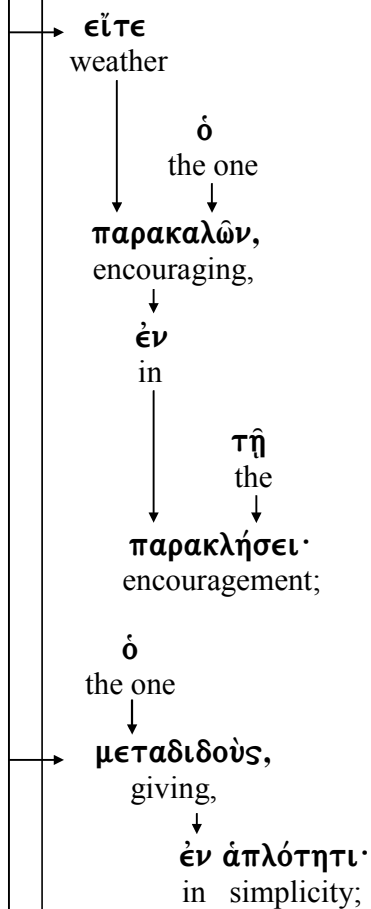 εἴτε
weather
ὁ
the one
παρακαλῶν,
encouraging,
ἐν
in
τῇ
the
παρακλήσει·
encouragement;
ὁ
the one
μεταδιδοὺς,
giving,
ἐν ἁπλότητι·
in simplicity;